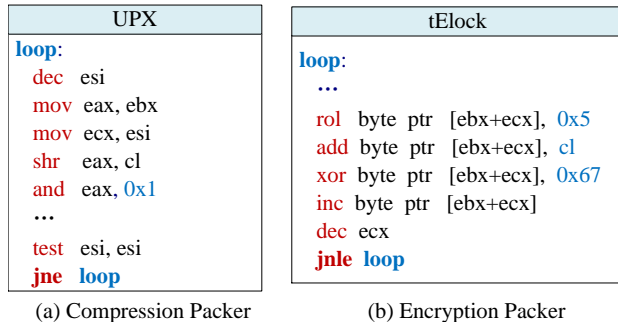 UPX
loop:
dec esi
mov eax, ebx
mov ecx, esi
shr eax, cl
and eax, 0x1
...
test esi, esi
jne loop
(a) Compression Packer
tElock
loop:
...
rol byte ptr [ebx+ecx], 0x5
add byte ptr [ebx+ecx], cl
xor byte ptr [ebx+ecx], 0x67
inc byte ptr [ebx+ecx]
dec ecx
jnle loop
(b) Encryption Packer